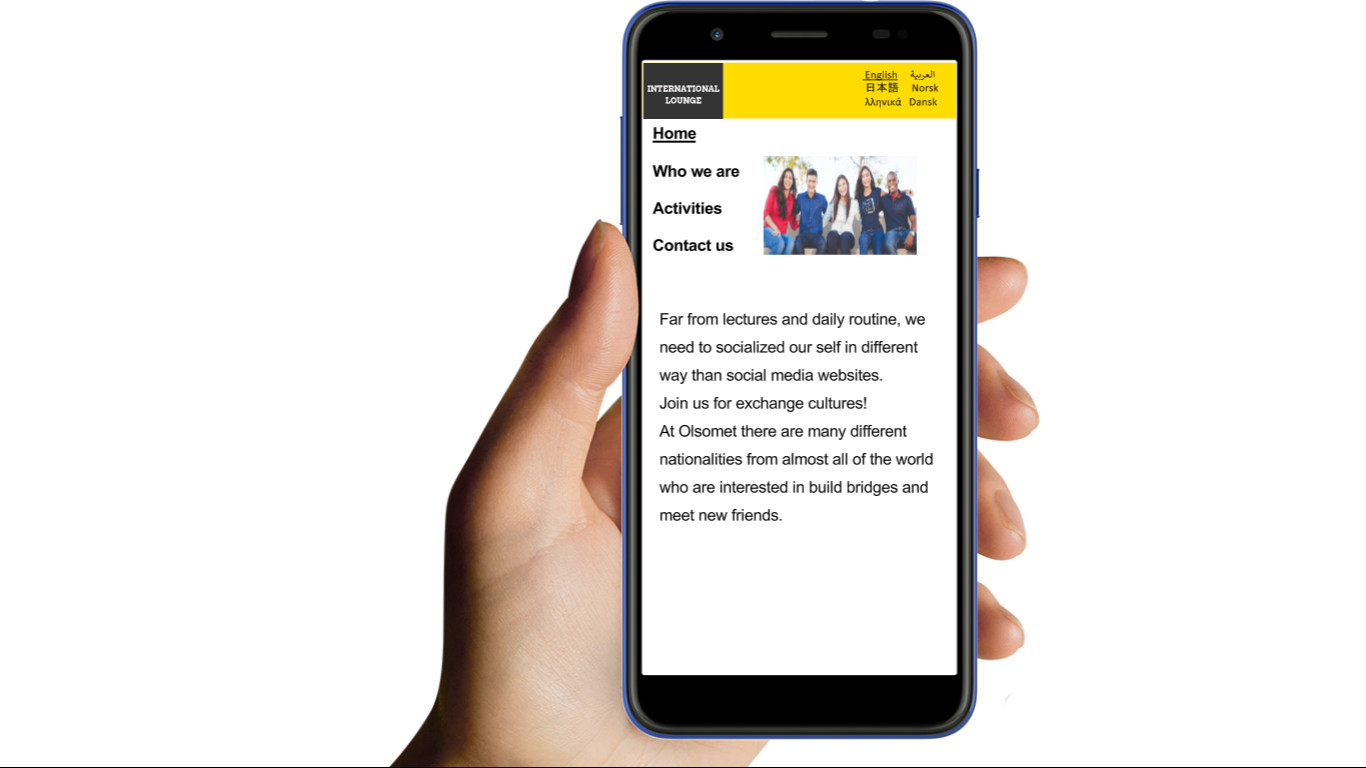 INTERNATIONAL
LOUNGE
English العربية
日本語 Norsk
λληνικά Dansk
Home
Who we are
Activities
Contact us
Far from lectures and daily routine, we
need to socialized our self in different
way than social media websites.
Join us for exchange cultures!
At Olsomet there are many different
nationalities from almost all of the world
who are interested in build bridges and
meet new friends.